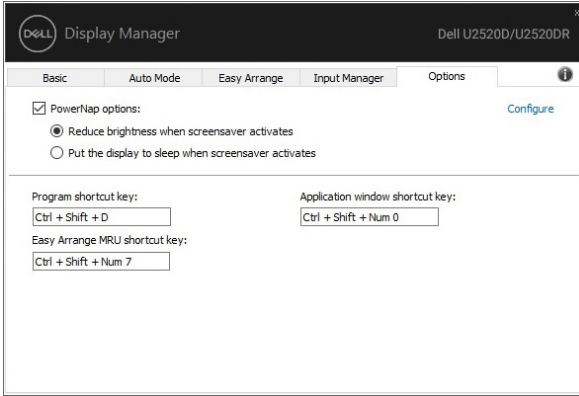 DELL Display Manager Dell U2520D/U2520DR
Basic Auto Mode Easy Arrange Input Manager Options
PowerNap options: Configure
Reduce brightness when screensaver activates
Put the display to sleep when screensaver activates
Program shortcut key: Application window shortcut key:
Ctrl + Shift + D Ctrl + Shift + Num 0
Easy Arrange MRU shortcut key:
Ctrl + Shift + Num 7